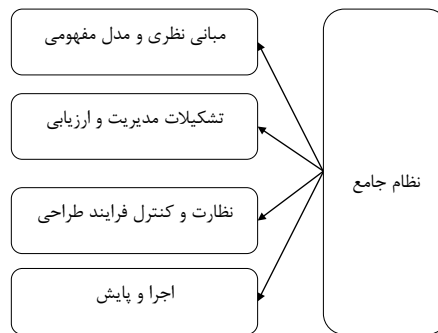 مبانی نظری و مدل مفهومی
تشکیلات مدیریت و ارزیابی
نظام جامع
نظارت و کنترل فرایند طراحی
اجرا و پایش